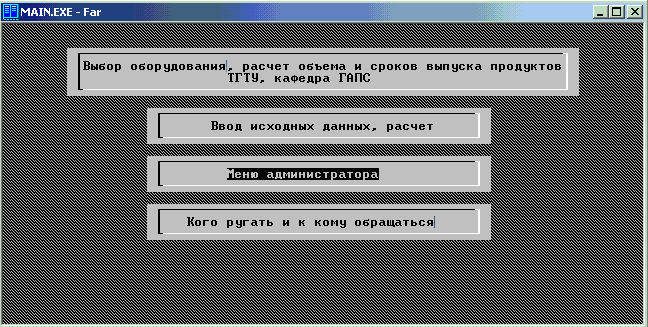 MAIN.EXE - Far
Выбор оборудования, расчет объема и сроков выпуска продуктов
ТГТУ, кафедра ГАПС
Ввод исходных данных, расчет
Меню администратора
Кого ругать и к кому обращаться